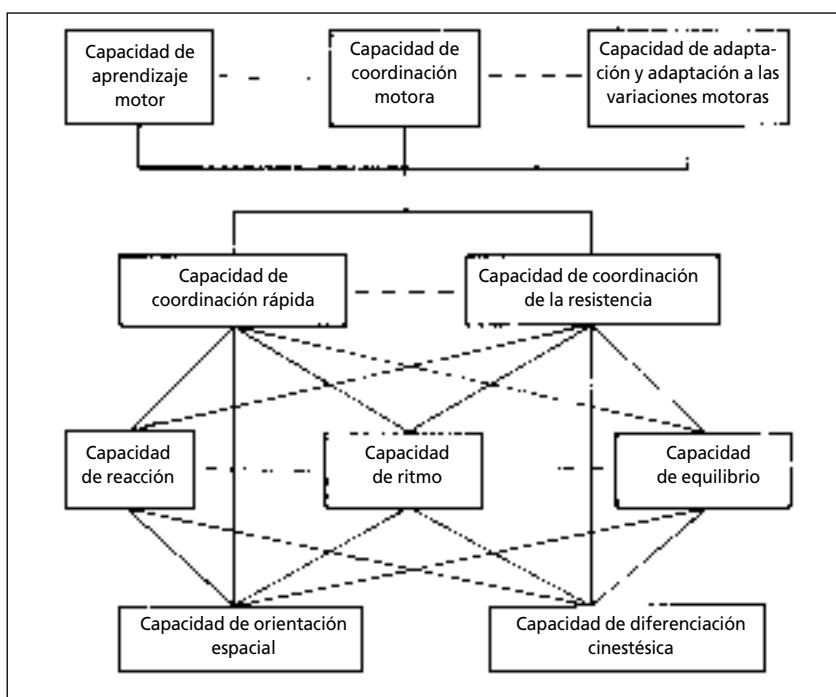 Capacidad de
aprendizaje
motor
Capacidad de
coordinación
motora
Capacidad de adapta-
ción y adaptación a las
variaciones motoras
Capacidad de
coordinación rápida
Capacidad de coordinación
de la resistencia
Capacidad
de reacción
Capacidad
de ritmo
Capacidad
de equilibrio
Capacidad de orientación
espacial
Capacidad de diferenciación
cinestésica